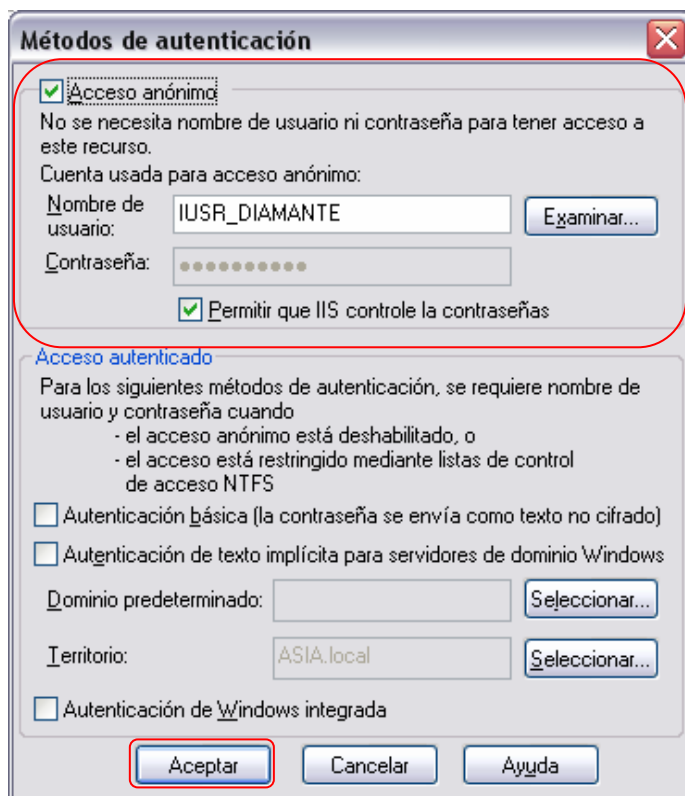 Métodos de autenticación
Acceso anónimo
No se necesita nombre de usuario ni contraseña para tener acceso a
este recurso.
Cuenta usada para acceso anónimo:
Nombre de
usuario:
IUSR_DIAMANTE
Examinar...
Contraseña:
●●●●●●●●●●
Permitir que IIS controle la contraseñas
Acceso autenticado
Para los siguientes métodos de autenticación, se requiere nombre de
usuario y contraseña cuando
- el acceso anónimo está deshabilitado, o
- el acceso está restringido mediante listas de control
de acceso NTFS
Autenticación básica (la contraseña se envía como texto no cifrado)
Autenticación de texto implícita para servidores de dominio Windows
Dominio predeterminado:
Seleccionar...
Territorio:
ASIA.local
Seleccionar...
Autenticación de Windows integrada
Aceptar
Cancelar
Ayuda